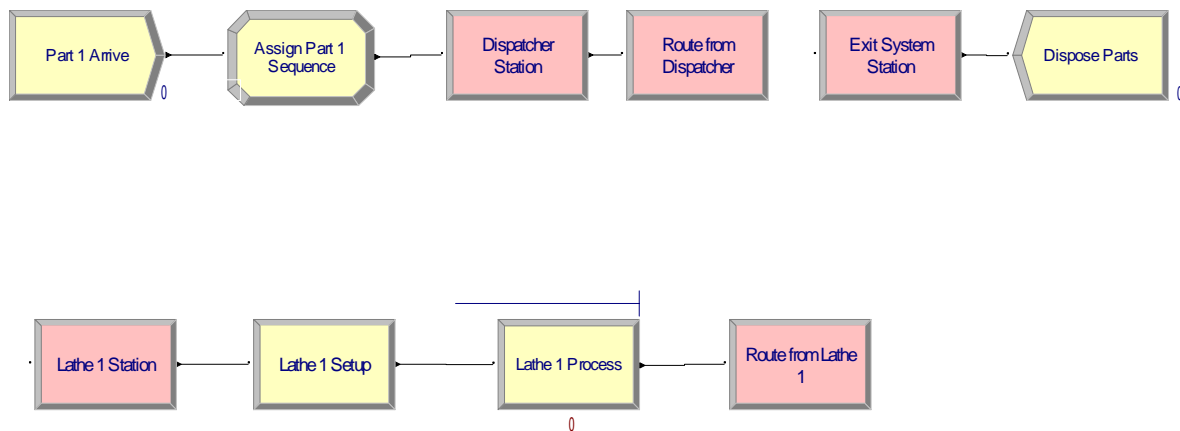 Part 1 Arrive
0
Assign Part 1
Sequence
Dispatcher
Station
Route from
Dispatcher
Exit System
Station
Dispose Parts
0
Lathe 1 Station
Lathe 1 Setup
Lathe 1 Process
0
Route from Lathe
1